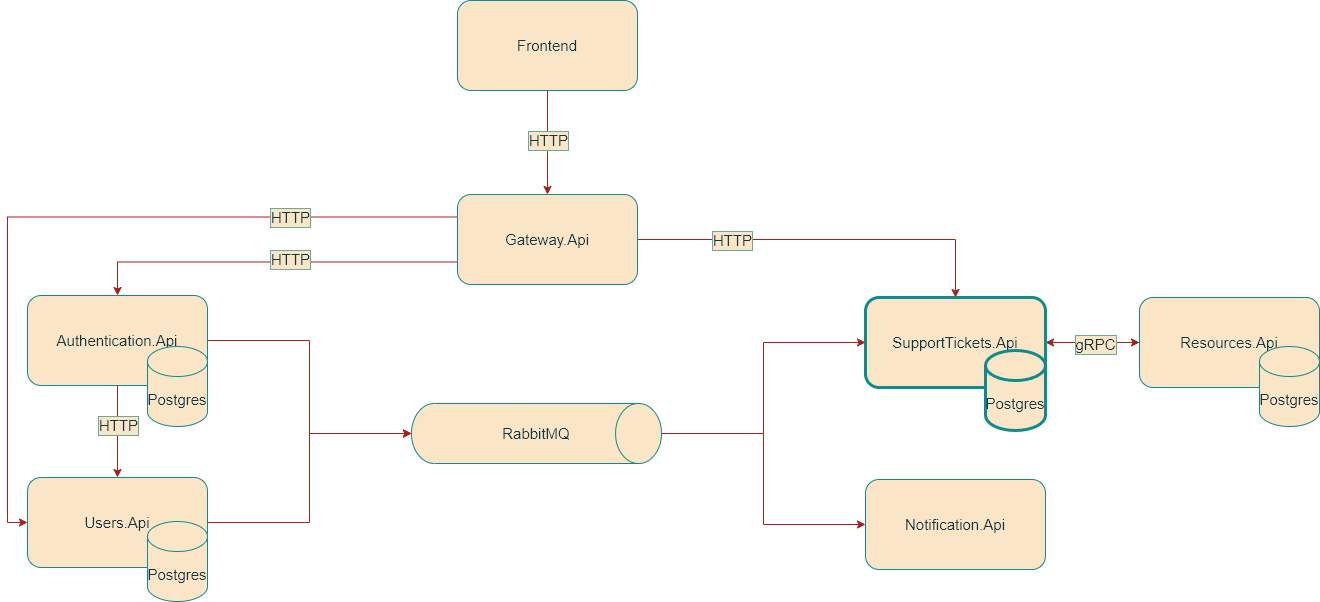 Frontend
HTTP
HTTP
Gateway.Api
HTTP
HTTP
Authentication.Api
Postgres
SupportTickets.Api
Postgres
gRPC
Resources.Api
Postgres
HTTP
RabbitMQ
Users.Api
Postgres
Notification.Api